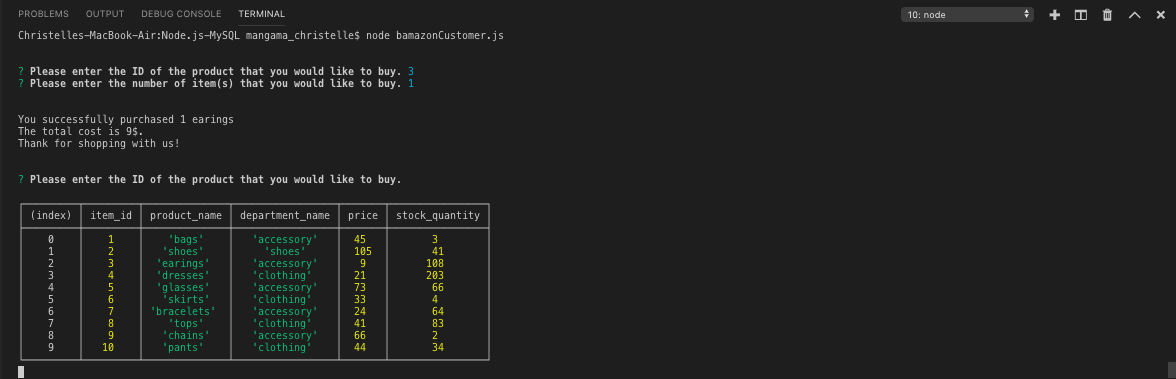 PROBLEMS OUTPUT DEBUG CONSOLE TERMINAL 10: node
Christelles-MacBook-Air:Node.js-MySQL mangama_christelle$ node bamazonCustomer.js
? Please enter the ID of the product that you would like to buy. 3
? Please enter the number of item(s) that you would like to buy. 1
You successfully purchased 1 earings
The total cost is 9$.
Thank for shopping with us!
? Please enter the ID of the product that you would like to buy.
(index) item_id product_name department_name price stock_quantity
0 1 'bags' 'accessory' 45 3
1 2 'shoes' 'shoes' 105 41
2 3 'earings' 'accessory' 9 108
3 4 'dresses' 'clothing' 21 203
4 5 'glasses' 'accessory' 73 66
5 6 'skirts' 'clothing' 33 4
6 7 'bracelets' 'accessory' 24 64
7 8 'tops' 'clothing' 41 83
8 9 'chains' 'accessory' 66 2
9 10 'pants' 'clothing' 44 34